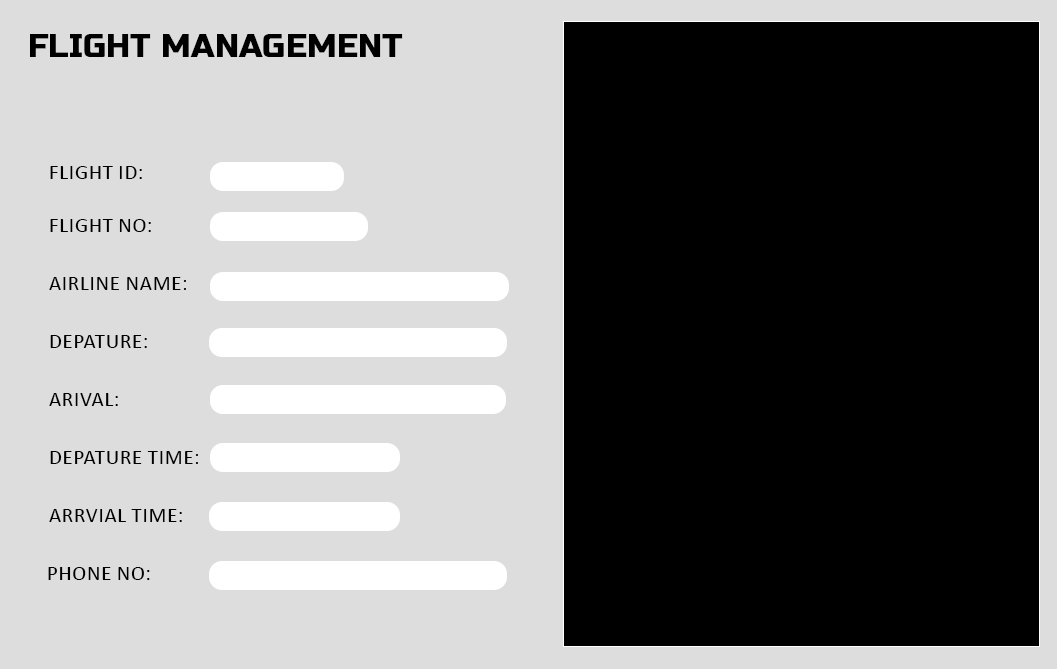 FLIGHT MANAGEMENT
FLIGHT ID:
FLIGHT NO:
AIRLINE NAME:
DEPATURE:
ARIVAL:
DEPATURE TIME:
ARRVIAL TIME:
PHONE NO: